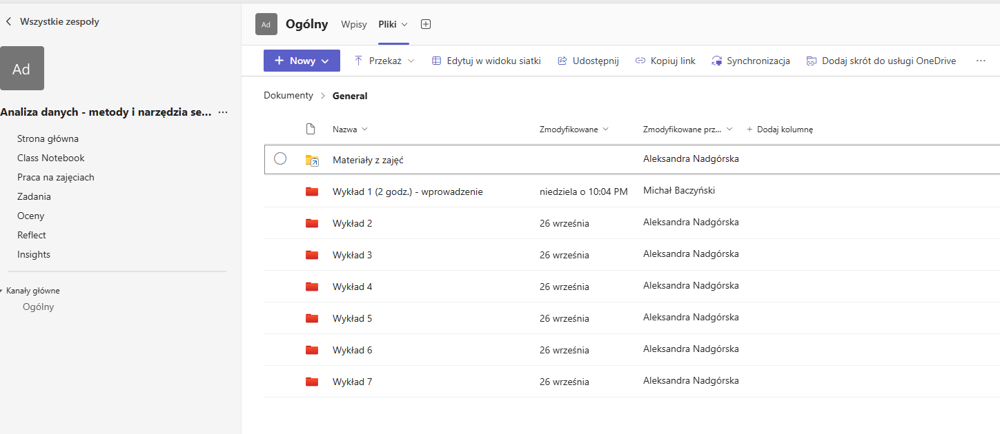 Wszystkie zespoły
Ad
Analiza danych - metody i narzędzia se... ...
Strona główna
Class Notebook
Praca na zajęciach
Zadania
Oceny
Reflect
Insights
Kanały główne
Ogólny
Ad Ogólny Wpisy Pliki
Nowy Przekaż Edytuj w widoku siatki Udostępnij Kopiuj link Synchronizacja Dodaj skrót do usługi OneDrive ...
Dokumenty > General
Nazwa Zmodyfikowane Zmodyfikowane prz... + Dodaj kolumnę
Materiały z zajęć Aleksandra Nadgórska
Wykład 1 (2 godz.) - wprowadzenie niedziela o 10:04 PM Michał Baczyński
Wykład 2 26 września Aleksandra Nadgórska
Wykład 3 26 września Aleksandra Nadgórska
Wykład 4 26 września Aleksandra Nadgórska
Wykład 5 26 września Aleksandra Nadgórska
Wykład 6 26 września Aleksandra Nadgórska
Wykład 7 26 września Aleksandra Nadgórska